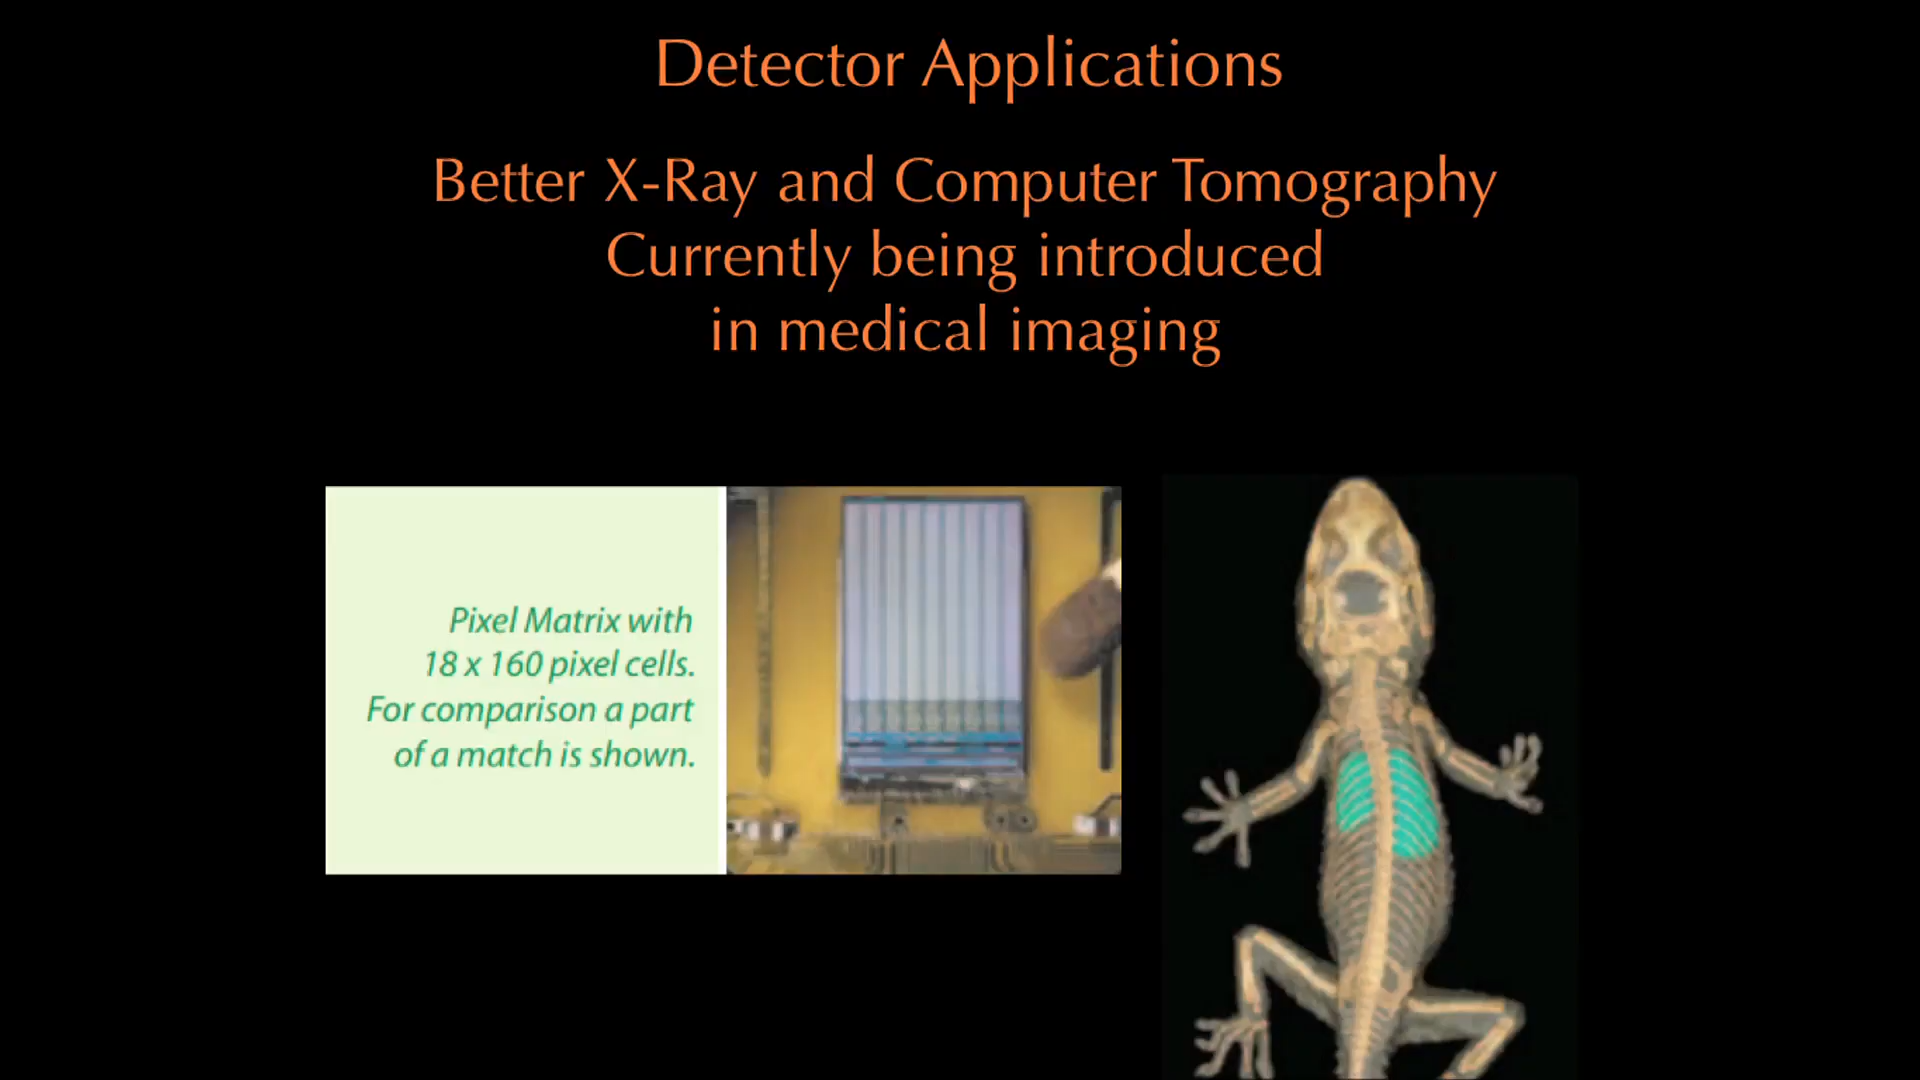 Detector Applications
Better X-Ray and Computer Tomography
Currently being introduced
in medical imaging
Pixel Matrix with
18 x 160 pixel cells.
For comparison a part
of a match is shown.